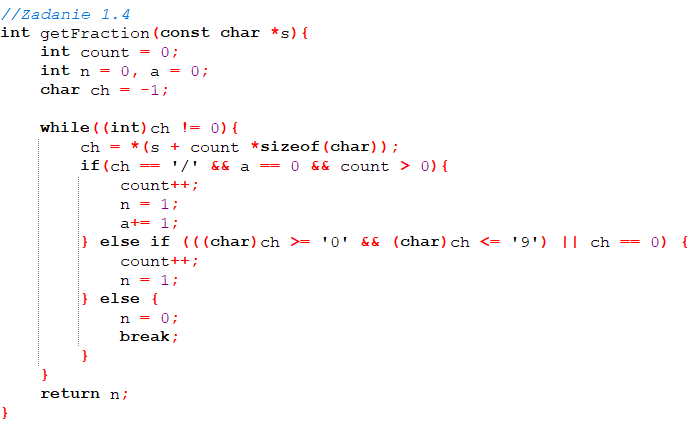 //Zadanie 1.4
int getFraction(const char *s){
    int count = 0;
    int n = 0, a = 0;
    char ch = -1;

    while((int)ch != 0){
        ch = *(s + count *sizeof(char));
        if(ch == '/' && a == 0 && count > 0){
            count++;
            n = 1;
            a+= 1;
        } else if (((char)ch >= '0' && (char)ch <= '9') || ch == 0) {
            count++;
            n = 1;
        } else {
            n = 0;
            break;
        }
    }
    return n;
}